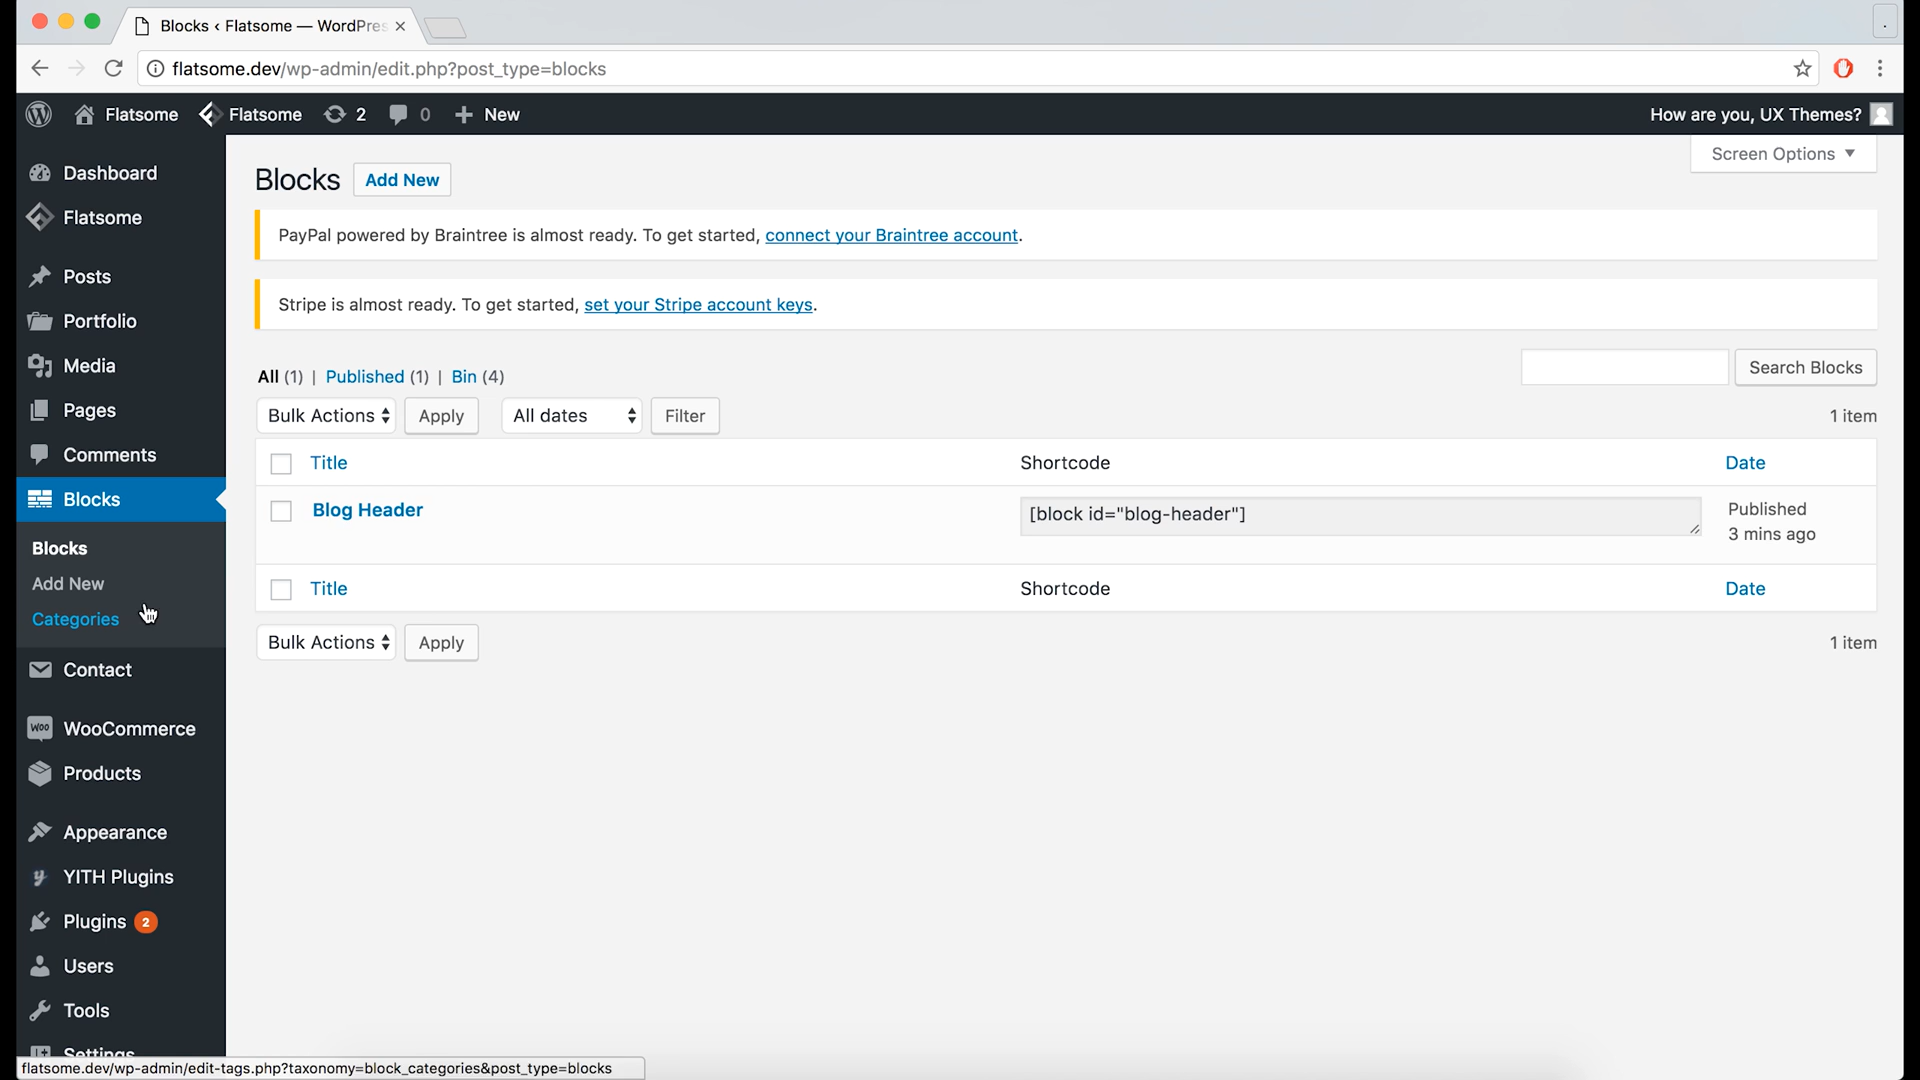 Blocks ‹ Flatsome — WordPres
flatsome.dev/wp-admin/edit.php?post_type=blocks
Flatsome Flatsome 2 0 New How are you, UX Themes?
Screen Options
Dashboard
Flatsome
Posts
Portfolio
Media
Pages
Comments
Blocks
Blocks
Add New
Categories
Contact
WooCommerce
Products
Appearance
YITH Plugins
Plugins 2
Users
Tools
Settings
Blocks Add New
PayPal powered by Braintree is almost ready. To get started, connect your Braintree account.
Stripe is almost ready. To get started, set your Stripe account keys.
All (1) | Published (1) | Bin (4)
Search Blocks
Bulk Actions Apply All dates Filter 1 item
Title Shortcode Date
Blog Header [block id="blog-header"] Published
3 mins ago
Title Shortcode Date
Bulk Actions Apply 1 item
flatsome.dev/wp-admin/edit-tags.php?taxonomy=block_categories&post_type=blocks